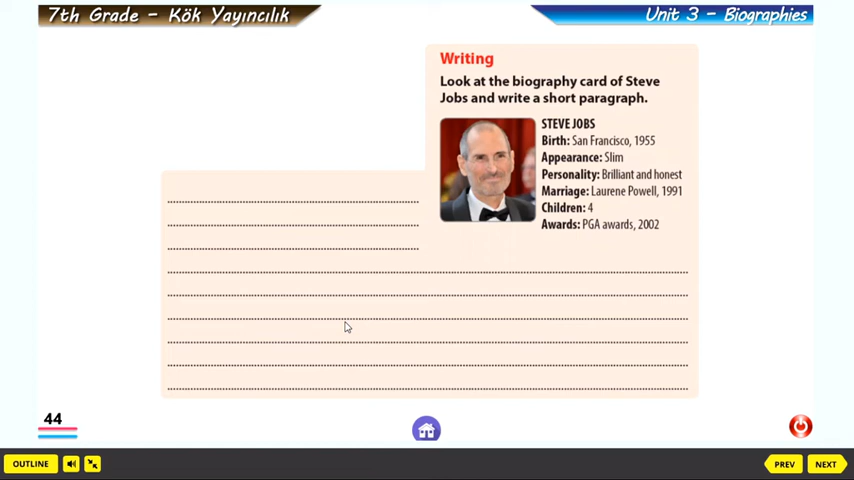 7th Grade – Kök Yayıncılık
Unit 3 – Biographies
Writing
Look at the biography card of Steve
Jobs and write a short paragraph.
STEVE JOBS
Birth: San Francisco, 1955
Appearance: Slim
Personality: Brilliant and honest
Marriage: Laurene Powell, 1991
Children: 4
Awards: PGA awards, 2002
44
OUTLINE
PREV
NEXT